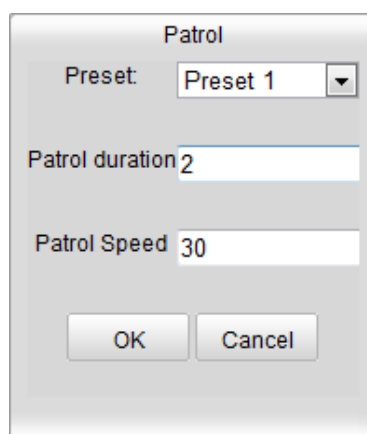 Patrol
Preset: Preset 1
Patrol duration 2
Patrol Speed 30
OK Cancel